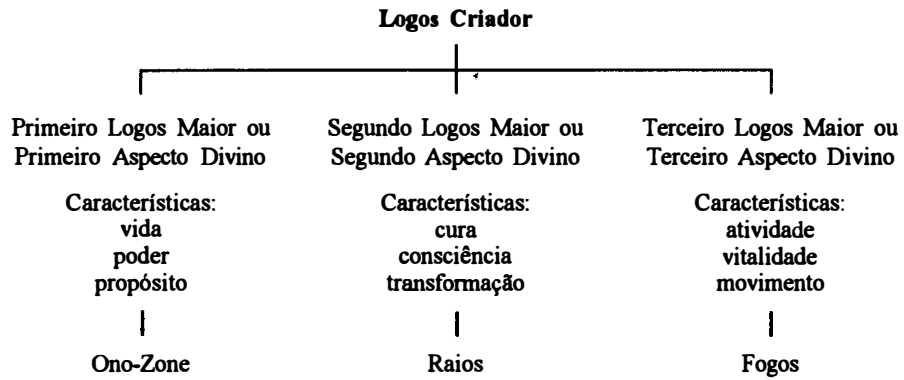 Logos Criador
Primeiro Logos Maior ou
Primeiro Aspecto Divino
Características:
vida
poder
propósito
Ono-Zone
Segundo Logos Maior ou
Segundo Aspecto Divino
Características:
cura
consciência
transformação
Raios
Terceiro Logos Maior ou
Terceiro Aspecto Divino
Características:
atividade
vitalidade
movimento
Fogos